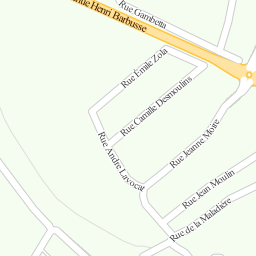 nue Henri Barbusse
Rue Gambetta
Rue Émile Zola
Rue Camille Desmoulins
Rue André Lavocat
Rue Jeanne Moire
Rue Jean Moulin
Rue de la Maladière